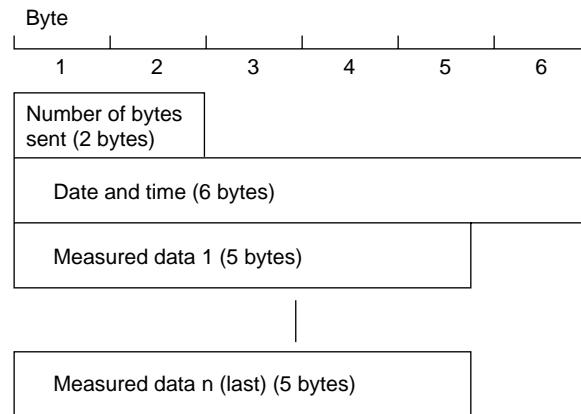 Byte
1 2 3 4 5 6
Number of bytes
sent (2 bytes)
Date and time (6 bytes)
Measured data 1 (5 bytes)
Measured data n (last) (5 bytes)